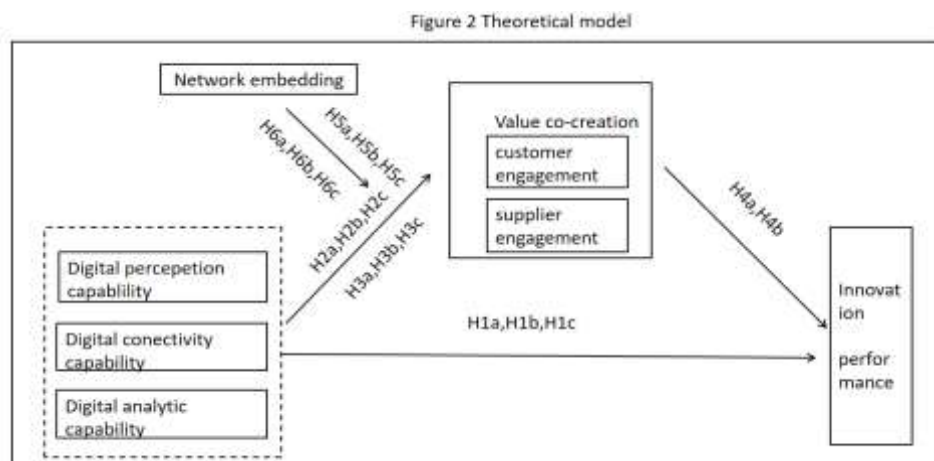 Figure 2 Theoretical model
Network embedding
H5a,H5b,H5c
H6a,H6b,H6c
Value co-creation
customer
engagement
supplier
engagement
H2a,H2b,H2c
H3a,H3b,H3c
H4a,H4b
Digital percepetion
capablility
Digital conectivity
capability
Digital analytic
capability
H1a,H1b,H1c
Innovat
ion
perfor
mance